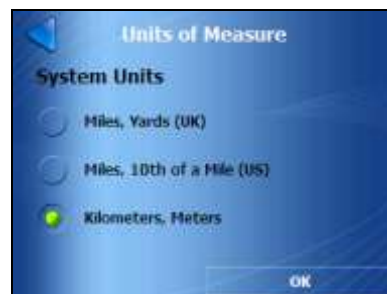 Units of Measure
System Units
Miles, Yards (UK)
Miles, 10th of a Mile (US)
Kilometers, Meters
OK